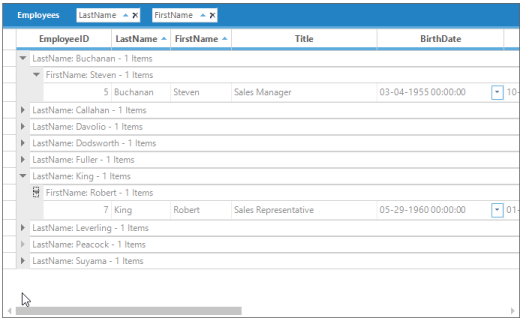 Employees LastName FirstName
EmployeeID LastName FirstName Title BirthDate
LastName: Buchanan - 1 Items
FirstName: Steven - 1 Items
5 Buchanan Steven Sales Manager 03-04-1955 00:00:00 10-
LastName: Callahan - 1 Items
LastName: Davolio - 1 Items
LastName: Dodsworth - 1 Items
LastName: Fuller - 1 Items
LastName: King - 1 Items
FirstName: Robert - 1 Items
7 King Robert Sales Representative 05-29-1960 00:00:00 01-
LastName: Leverling - 1 Items
LastName: Peacock - 1 Items
LastName: Suyama - 1 Items